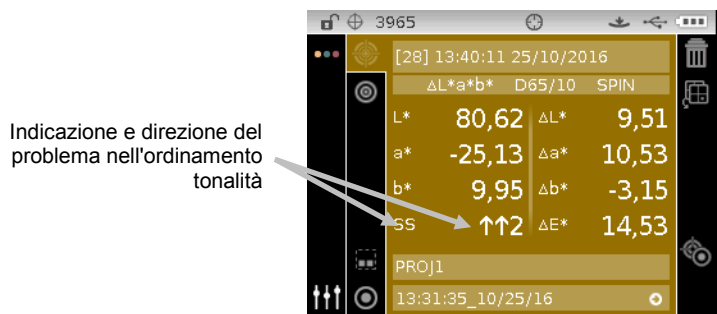 3965
[28] 13:40:11 25/10/2016
ΔL*a*b* D65/10 SPIN
L* 80,62 ΔL* 9,51
a* -25,13 Δa* 10,53
b* 9,95 Δb* -3,15
SS ↑↑2 ΔE* 14,53
PROJ1
13:31:35_10/25/16
Indicazione e direzione del
problema nell'ordinamento
tonalità